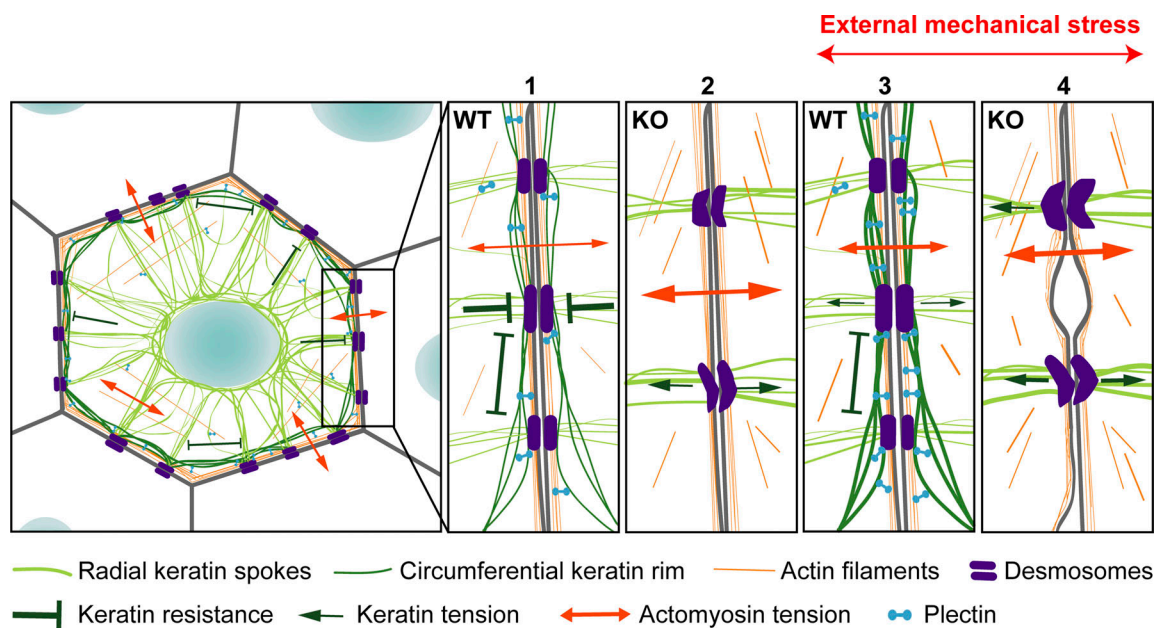 External mechanical stress
1 2 3 4
WT KO WT KO
Radial keratin spokes Circumferential keratin rim Actin filaments Desmosomes
Keratin resistance Keratin tension Actomyosin tension Plectin